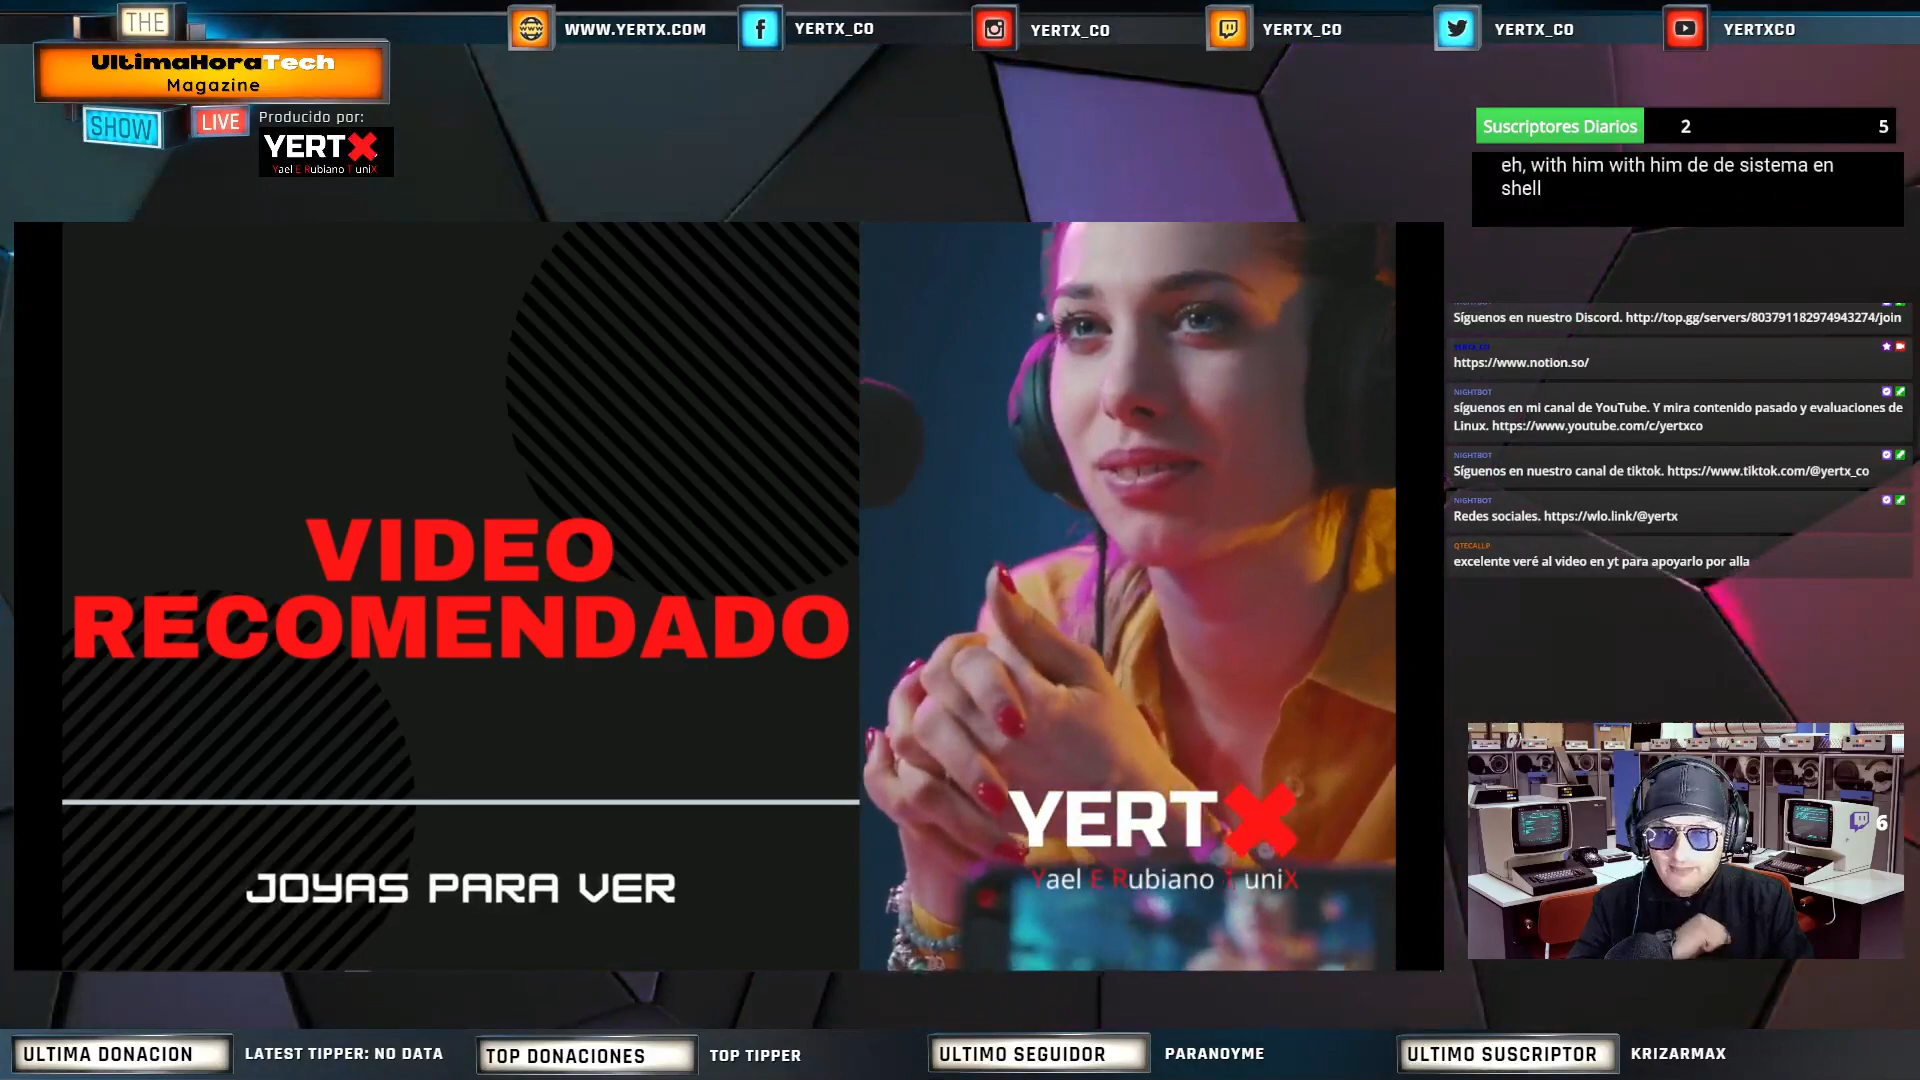 THE
UltimaHoraTech
Magazine
SHOW
LIVE
Producido por:
YERTX
Yael E Rubiano T uniX
WWW.YERTX.COM
YERTX_CO
YERTX_CO
YERTX_CO
YERTX_CO
YERTXCO
Suscriptores Diarios 2 5
eh, with him with him de de sistema en
shell
NIGHTBOT
Síguenos en nuestro Discord. http://top.gg/servers/803791182974943274/join
YERTX_CO
https://www.notion.so/
NIGHTBOT
síguenos en mi canal de YouTube. Y mira contenido pasado y evaluaciones de
Linux. https://www.youtube.com/c/yertxco
NIGHTBOT
Síguenos en nuestro canal de tiktok. https://www.tiktok.com/@yertx_co
NIGHTBOT
Redes sociales. https://wlo.link/@yertx
QTECALLP
excelente veré al video en yt para apoyarlo por alla
VIDEO
RECOMENDADO
JOYAS PARA VER
YERTX
Yael E Rubiano T uniX
6
ULTIMA DONACION
LATEST TIPPER: NO DATA
TOP DONACIONES
TOP TIPPER
ULTIMO SEGUIDOR
PARANOYME
ULTIMO SUSCRIPTOR
KRIZARMAX